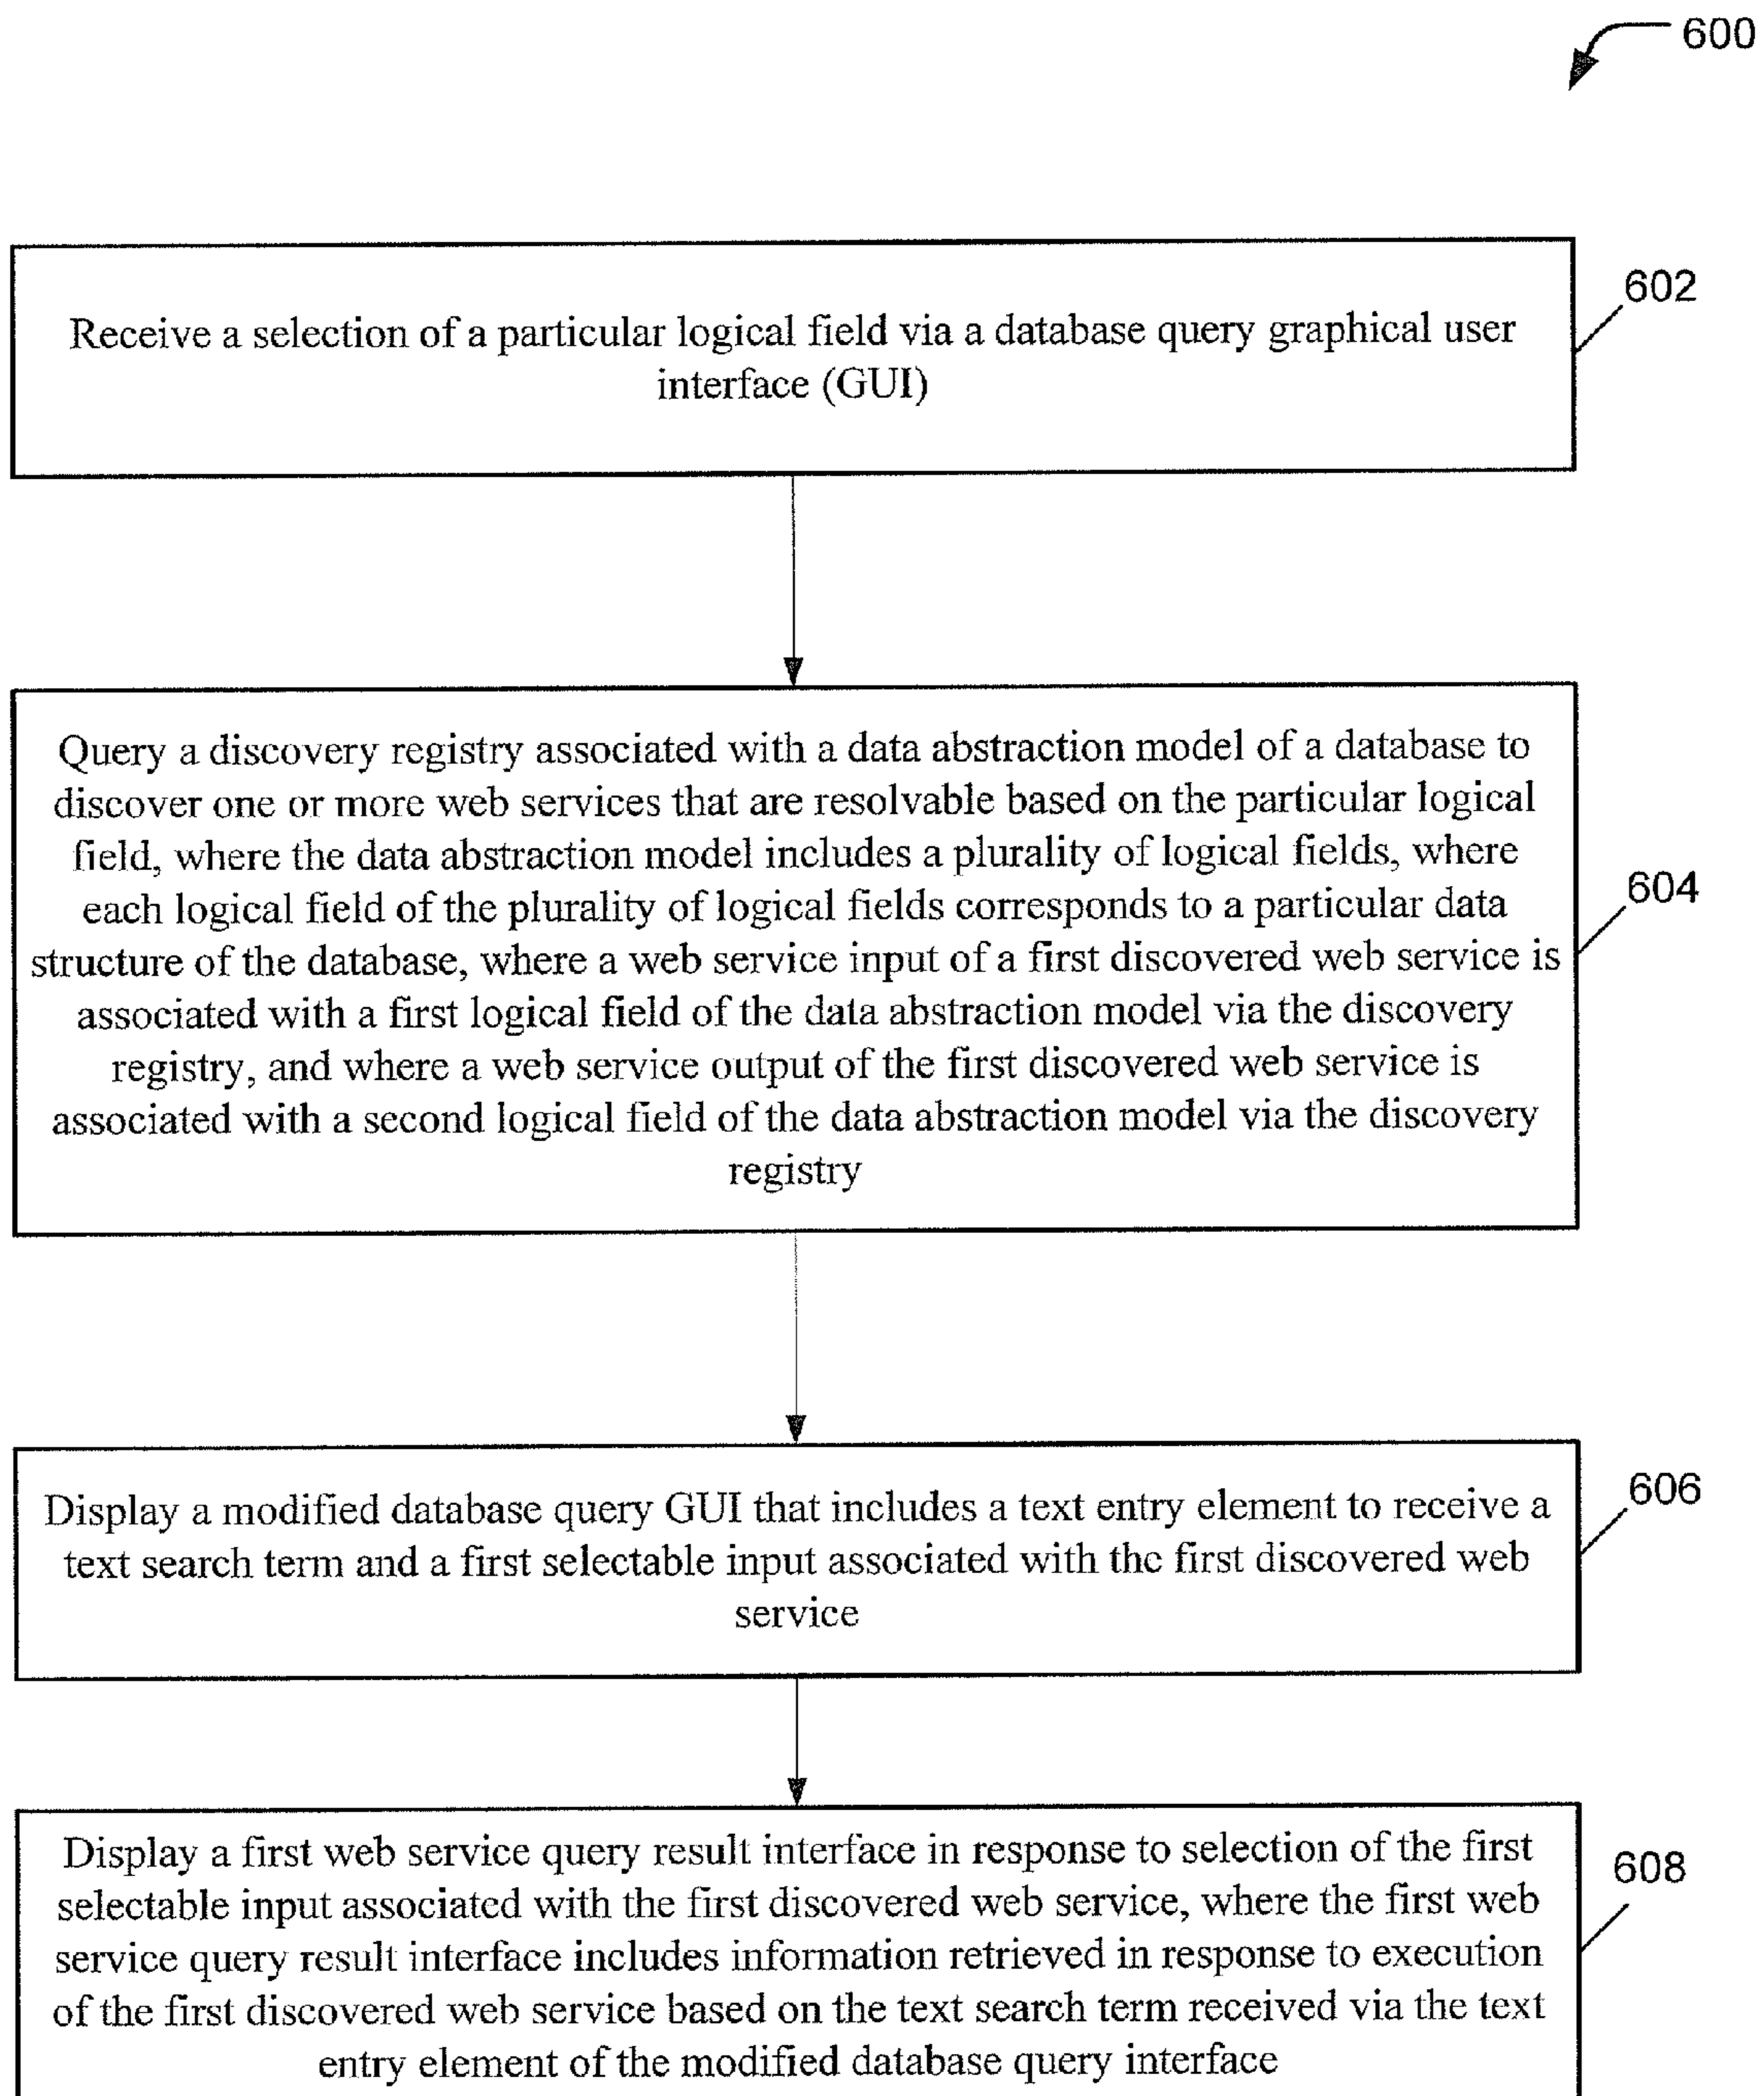 600
Receive a selection of a particular logical field via a database query graphical user
interface (GUI)
602
Query a discovery registry associated with a data abstraction model of a database to
discover one or more web services that are resolvable based on the particular logical
field, where the data abstraction model includes a plurality of logical fields, where
each logical field of the plurality of logical fields corresponds to a particular data
structure of the database, where a web service input of a first discovered web service is
associated with a first logical field of the data abstraction model via the discovery
registry, and where a web service output of the first discovered web service is
associated with a second logical field of the data abstraction model via the discovery
registry
604
Display a modified database query GUI that includes a text entry element to receive a
text search term and a first selectable input associated with the first discovered web
service
606
Display a first web service query result interface in response to selection of the first
selectable input associated with the first discovered web service, where the first web
service query result interface includes information retrieved in response to execution
of the first discovered web service based on the text search term received via the text
entry element of the modified database query interface
608